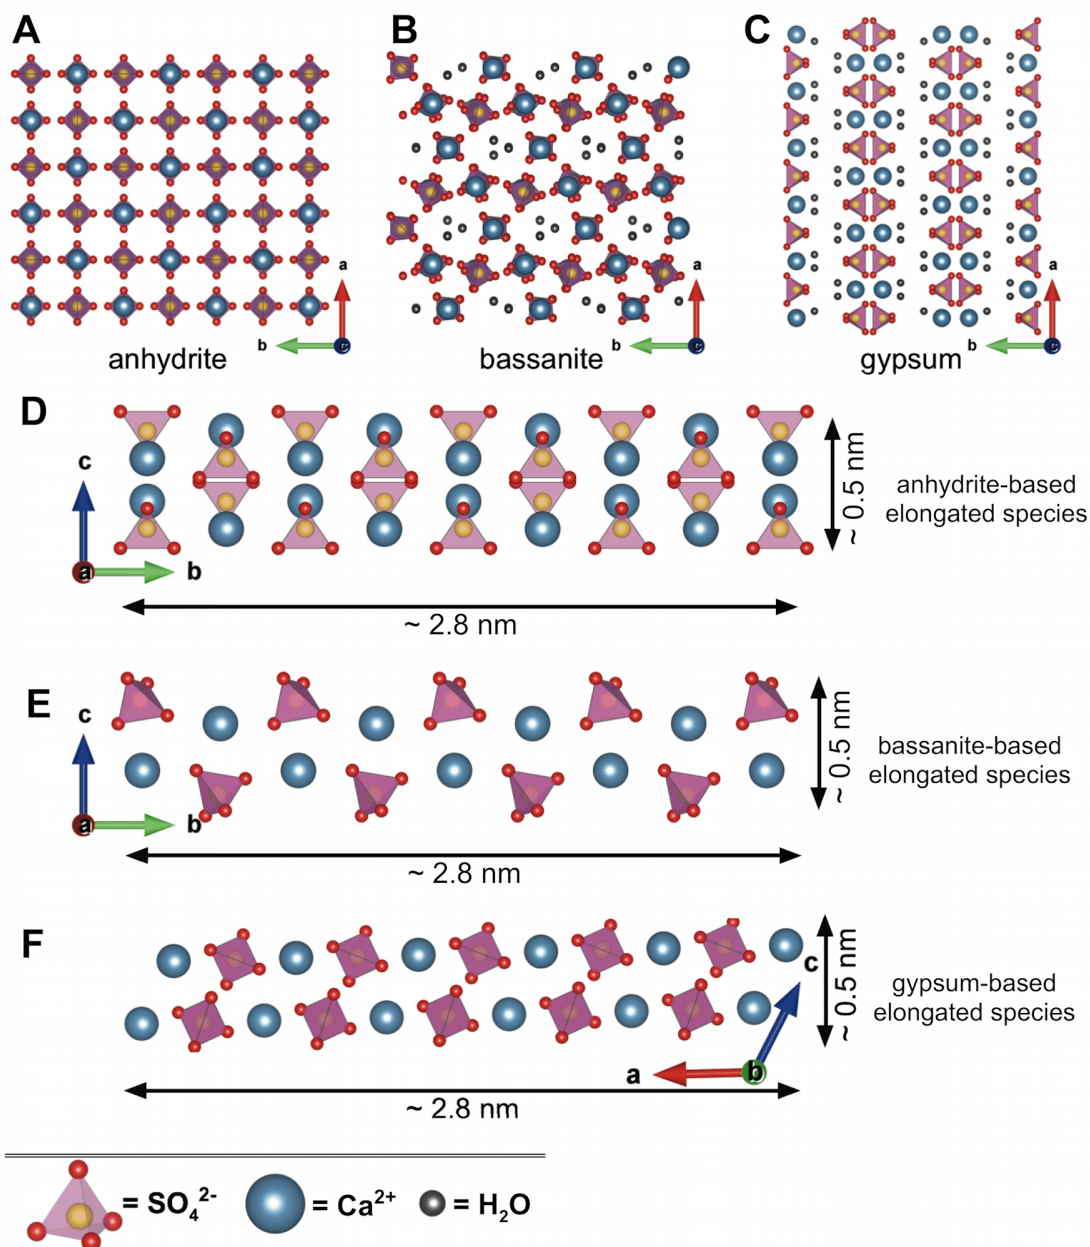 A
B
C
a
b
c
anhydrite
a
b
c
bassanite
a
b
c
gypsum
D
c
a
b
~ 0.5 nm
anhydrite-based
elongated species
~ 2.8 nm
E
c
a
b
~ 0.5 nm
bassanite-based
elongated species
~ 2.8 nm
F
c
a
b
~ 0.5 nm
gypsum-based
elongated species
~ 2.8 nm
= SO₄²⁻
= Ca²⁺
= H₂O